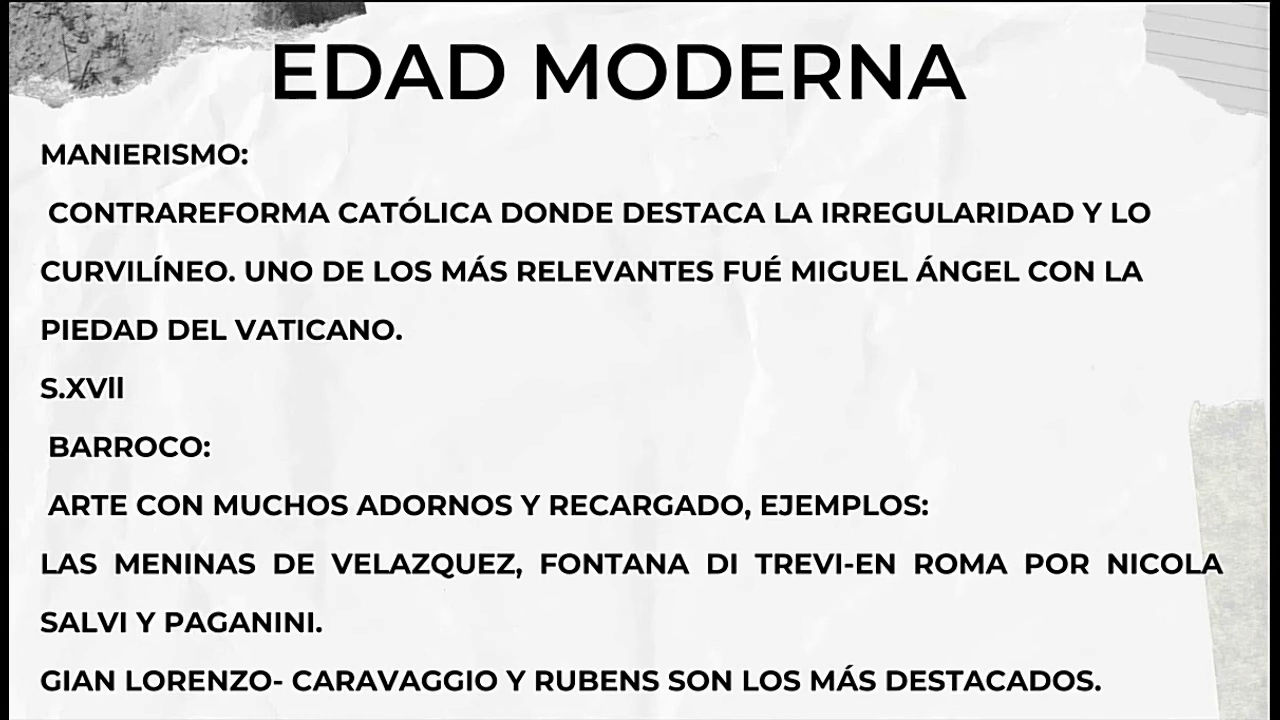 EDAD MODERNA
MANIERISMO:
CONTRAREFORMA CATÓLICA DONDE DESTACA LA IRREGULARIDAD Y LO
CURVILÍNEO. UNO DE LOS MÁS RELEVANTES FUÉ MIGUEL ÁNGEL CON LA
PIEDAD DEL VATICANO.
S.XVll
BARROCO:
ARTE CON MUCHOS ADORNOS Y RECARGADO, EJEMPLOS:
LAS MENINAS DE VELAZQUEZ, FONTANA DI TREVI-EN ROMA POR NICOLA
SALVI Y PAGANINI.
GIAN LORENZO- CARAVAGGIO Y RUBENS SON LOS MÁS DESTACADOS.